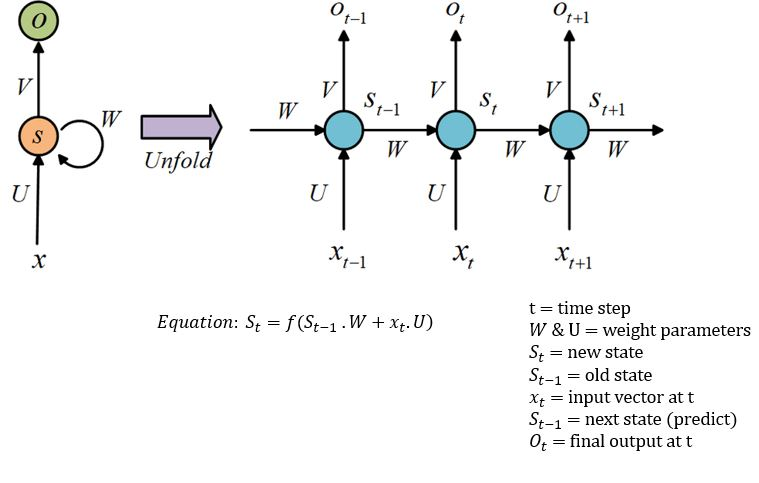 O
V
S
W
U
x
Unfold
O_{t-1} O_t O_{t+1}
V S_{t-1} V S_t V S_{t+1}
W W W W
U U U
x_{t-1} x_t x_{t+1}
Equation: S_t = f(S_{t-1} . W + x_t. U)
t = time step
W & U = weight parameters
S_t = new state
S_{t-1} = old state
x_t = input vector at t
S_{t-1} = next state (predict)
O_t = final output at t